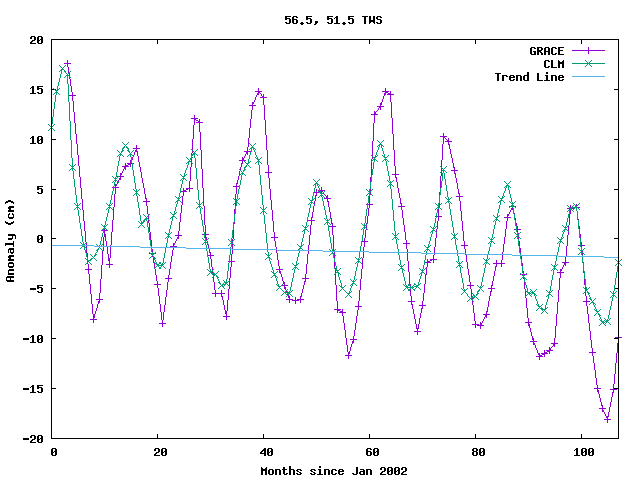 56.5, 51.5 TWS
GRACE
CLM
Trend Line
Anomaly (cm)
20
15
10
5
0
-5
-10
-15
-20
0 20 40 60 80 100
Months since Jan 2002